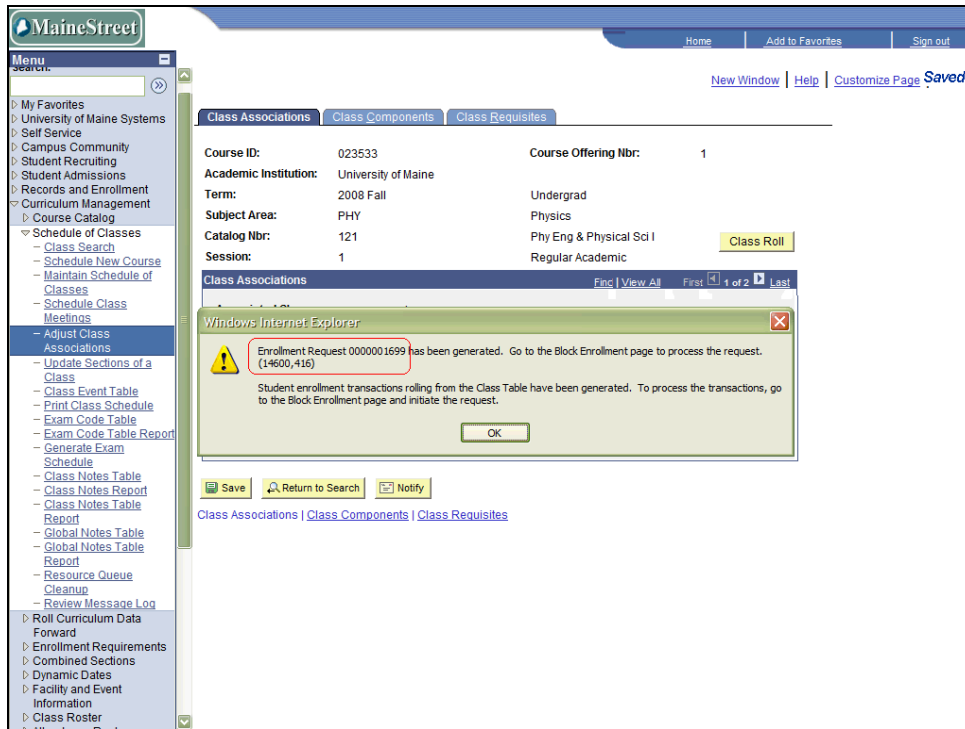 MaineStreet
Home
Add to Favorites
Sign out
Menu
Search:
New Window | Help | Customize Page Saved
My Favorites
University of Maine Systems
Self Service
Campus Community
Student Recruiting
Student Admissions
Records and Enrollment
Curriculum Management
Course Catalog
Schedule of Classes
– Class Search
– Schedule New Course
– Maintain Schedule of
Classes
– Schedule Class
Meetings
– Adjust Class
Associations
– Update Sections of a
Class
– Class Event Table
– Print Class Schedule
– Exam Code Table
– Exam Code Table Report
– Generate Exam
Schedule
– Class Notes Table
– Class Notes Report
– Class Notes Table
Report
– Global Notes Table
– Global Notes Table
Report
– Resource Queue
Cleanup
– Review Message Log
Roll Curriculum Data
Forward
Enrollment Requirements
Combined Sections
Dynamic Dates
Facility and Event
Information
Class Roster
Class Associations Class Components Class Requisites
Course ID: 023533 Course Offering Nbr: 1
Academic Institution: University of Maine
Term: 2008 Fall Undergrad
Subject Area: PHY Physics
Catalog Nbr: 121 Phy Eng & Physical Sci I Class Roll
Session: 1 Regular Academic
Class Associations Find | View All First 1 of 2 Last
Windows Internet Explorer
Enrollment Request 0000001699 has been generated. Go to the Block Enrollment page to process the request.
(14600,416)
Student enrollment transactions rolling from the Class Table have been generated. To process the transactions, go
to the Block Enrollment page and initiate the request.
OK
Save Return to Search Notify
Class Associations | Class Components | Class Requisites